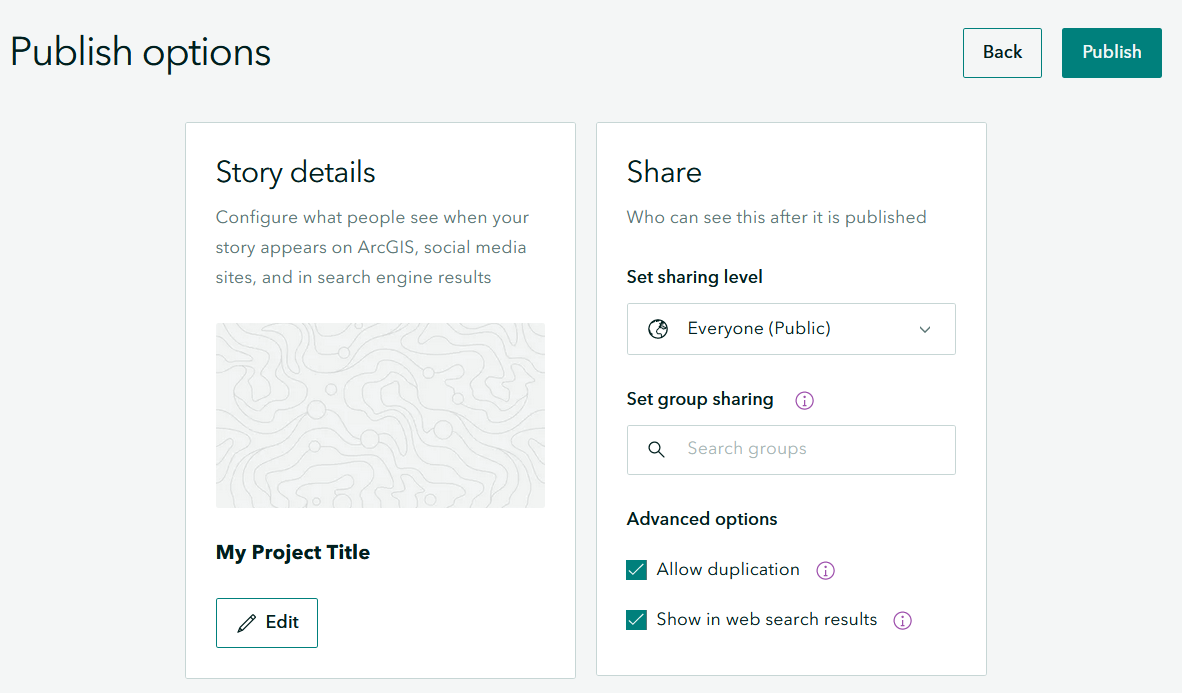 Publish options
Back
Publish
Story details
Configure what people see when your
story appears on ArcGIS, social media
sites, and in search engine results
My Project Title
Edit
Share
Who can see this after it is published
Set sharing level
Everyone (Public)
Set group sharing
Search groups
Advanced options
Allow duplication
Show in web search results